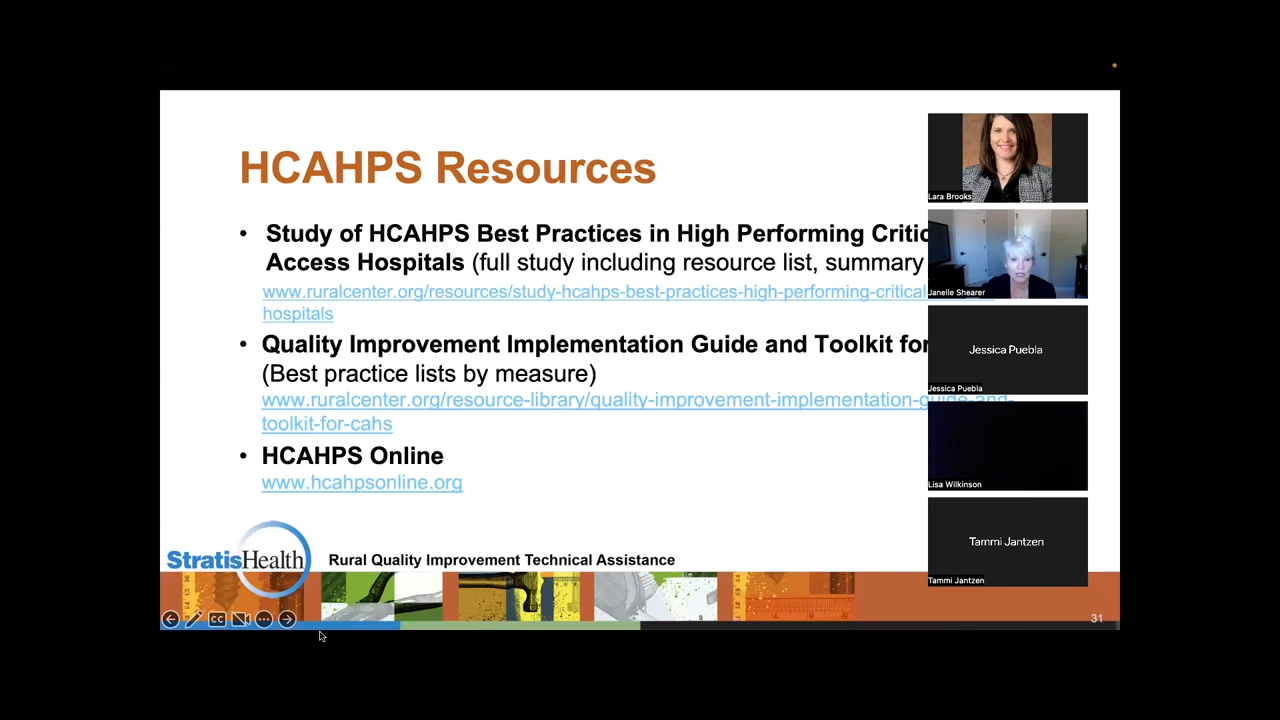 HCAHPS Resources
• Study of HCAHPS Best Practices in High Performing Critic
Access Hospitals (full study including resource list, summary
www.ruralcenter.org/resources/study-hcahps-best-practices-high-performing-critical
hospitals
• Quality Improvement Implementation Guide and Toolkit for
(Best practice lists by measure)
www.ruralcenter.org/resource-library/quality-improvement-implementation-guide-and-
toolkit-for-cahs
• HCAHPS Online
www.hcahpsonline.org
StratisHealth
Rural Quality Improvement Technical Assistance
CC
31
Lara Brooks
Janelle Shearer
Jessica Puebla
Jessica Puebla
Lisa Wilkinson
Tammi Jantzen
Tammi Jantzen